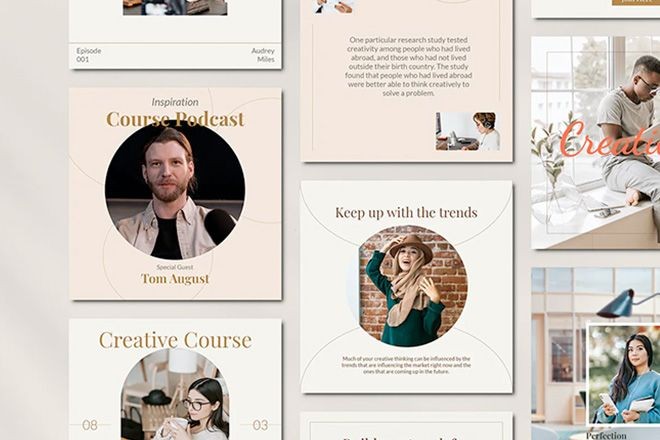 Episode
001
Audrey
Miles
Inspiration
Course Podcast
Special Guest
Tom August
Creative Course
08
03
One particular research study tested
creativity among people who had lived
abroad, and those who had not lived
outside their birth country. The study
found that people who had lived abroad
were better able to think creatively to
solve a problem.
Keep up with the trends
Much of your creative thinking can be influenced by the
trends that are influencing the market right now and the
ones that are coming up in the future.
Perfection